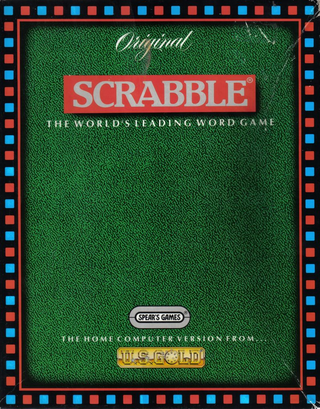 Original
SCRABBLE®
THE WORLD'S LEADING WORD GAME
SPEAR'S GAMES®
THE HOME COMPUTER VERSION FROM...
U.S. GOLD